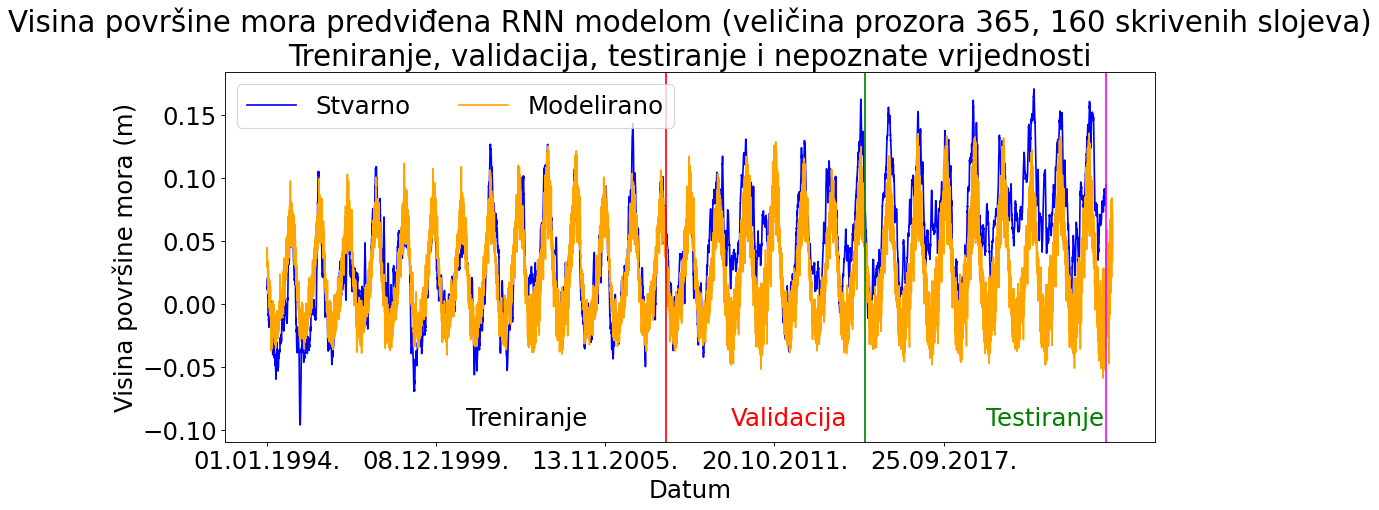 Visina površine mora predviđena RNN modelom (veličina prozora 365, 160 skrivenih slojeva)
Treniranje, validacija, testiranje i nepoznate vrijednosti
Stvarno Modelirano
Visina površine mora (m)
0.15
0.10
0.05
0.00
−0.05
−0.10
Treniranje Validacija Testiranje
01.01.1994. 08.12.1999. 13.11.2005. 20.10.2011. 25.09.2017.
Datum